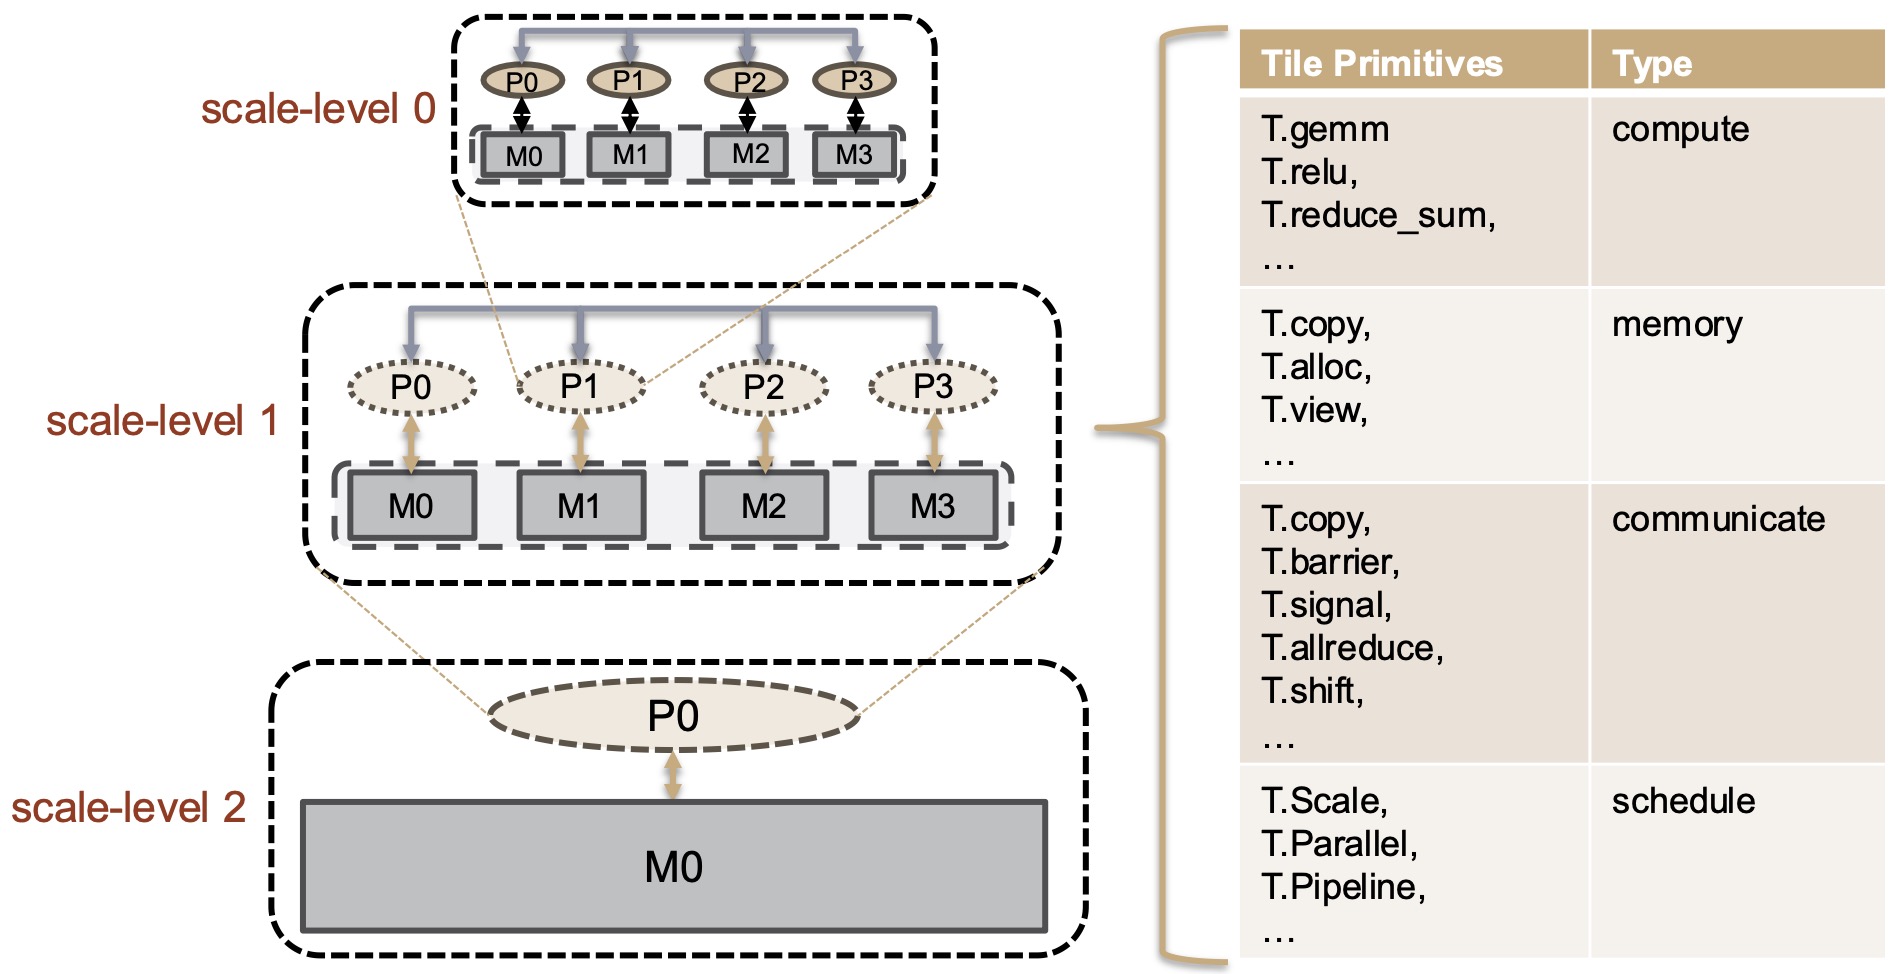 scale-level 0
P0 P1 P2 P3
M0 M1 M2 M3
scale-level 1
P0 P1 P2 P3
M0 M1 M2 M3
scale-level 2
P0
M0
Tile Primitives Type
T.gemm compute
T.relu,
T.reduce_sum,
...
T.copy, memory
T.alloc,
T.view,
...
T.copy, communicate
T.barrier,
T.signal,
T.allreduce,
T.shift,
...
T.Scale, schedule
T.Parallel,
T.Pipeline,
...